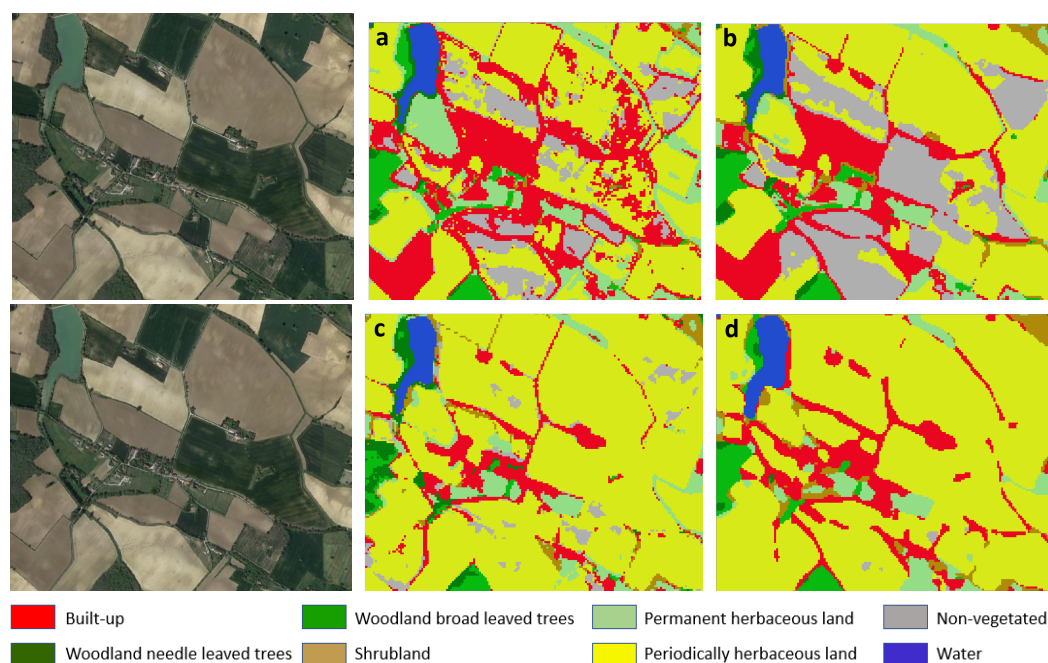 a
b
c
d
Built-up
Woodland broad leaved trees
Permanent herbaceous land
Non-vegetated
Woodland needle leaved trees
Shrubland
Periodically herbaceous land
Water